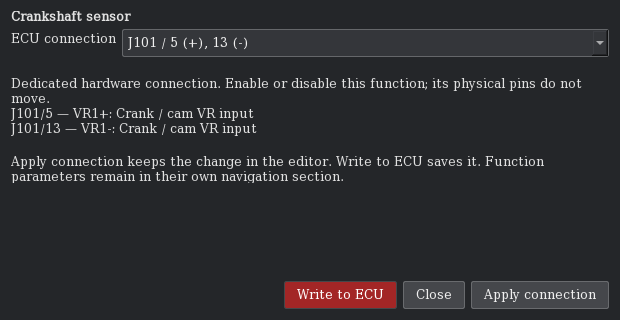 Crankshaft sensor
ECU connection J101 / 5 (+), 13 (-)
Dedicated hardware connection. Enable or disable this function; its physical pins do not
move.
J101/5 — VR1+: Crank / cam VR input
J101/13 — VR1-: Crank / cam VR input
Apply connection keeps the change in the editor. Write to ECU saves it. Function
parameters remain in their own navigation section.
Write to ECU Close Apply connection